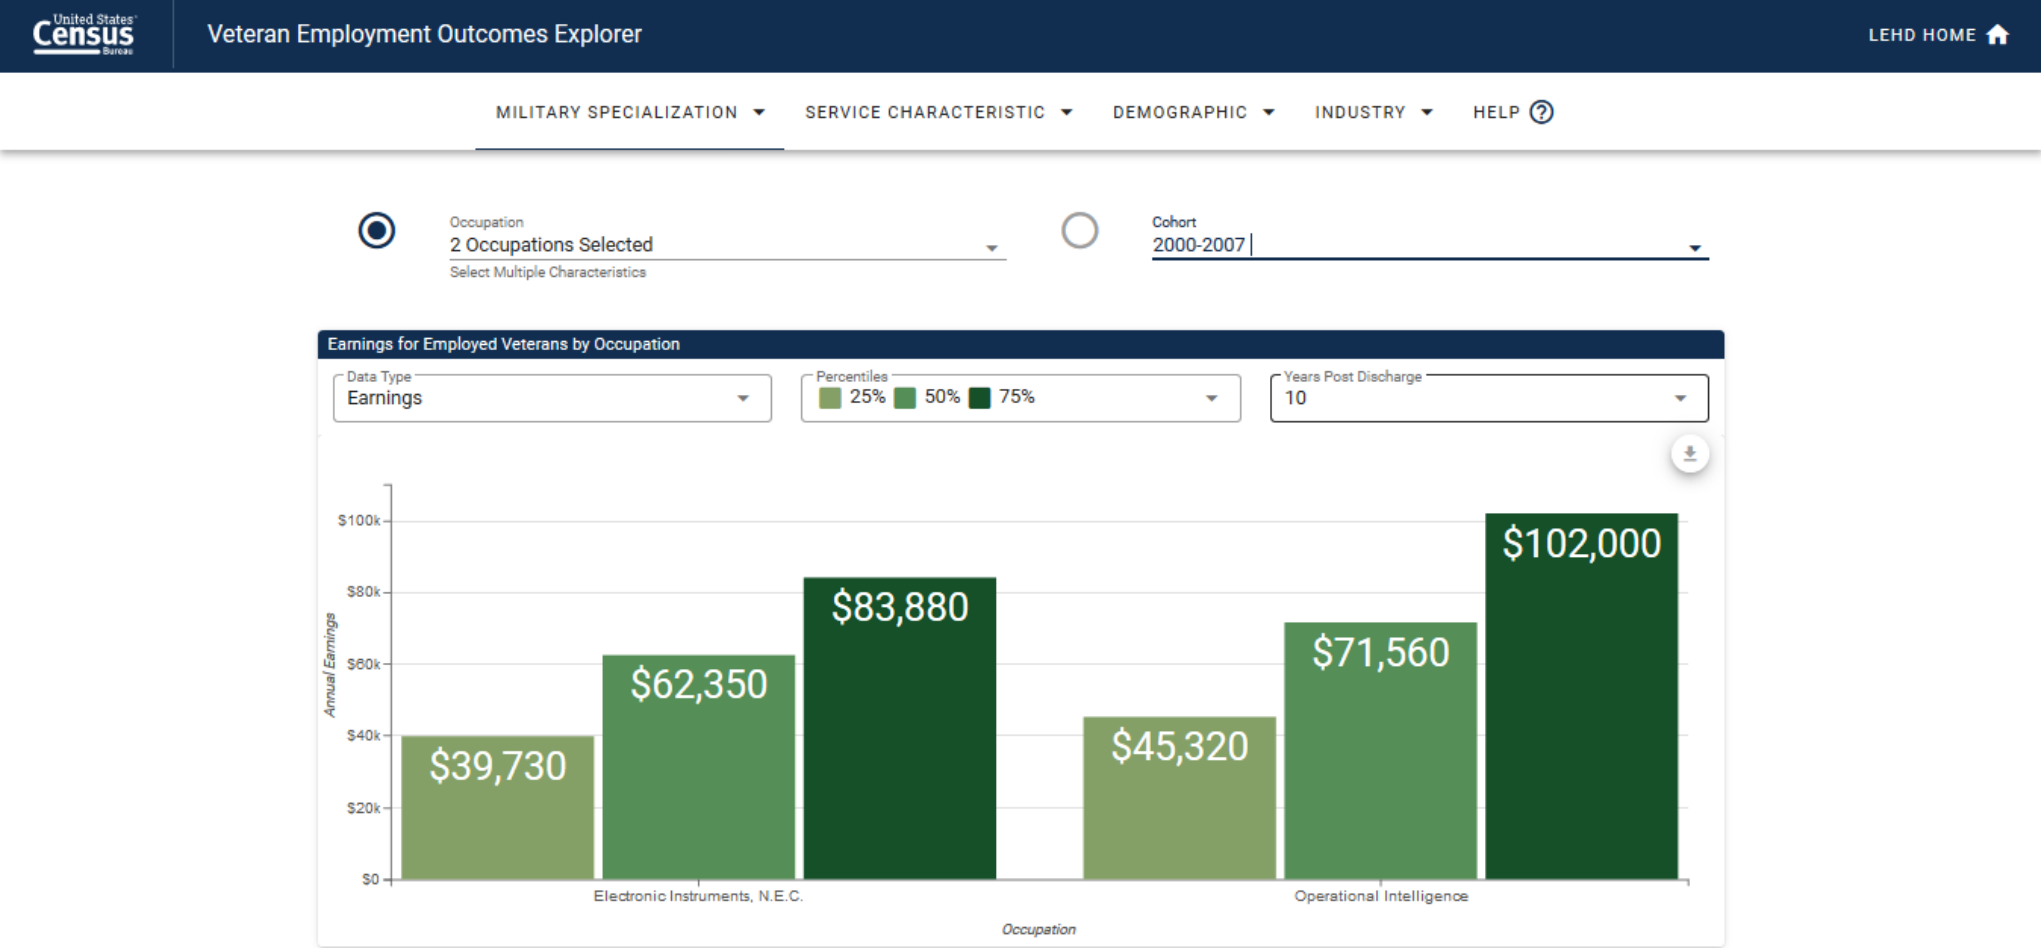 United States®
Census
Bureau
Veteran Employment Outcomes Explorer
LEHD HOME
MILITARY SPECIALIZATION
SERVICE CHARACTERISTIC
DEMOGRAPHIC
INDUSTRY
HELP ?
Occupation
2 Occupations Selected
Select Multiple Characteristics
Cohort
2000-2007
Earnings for Employed Veterans by Occupation
Data Type
Earnings
Percentiles
25% 50% 75%
Years Post Discharge
10
Annual Earnings
$100k
$80k
$60k
$40k
$20k
$0
$39,730
$62,350
$83,880
$45,320
$71,560
$102,000
Electronic Instruments, N.E.C.
Operational Intelligence
Occupation